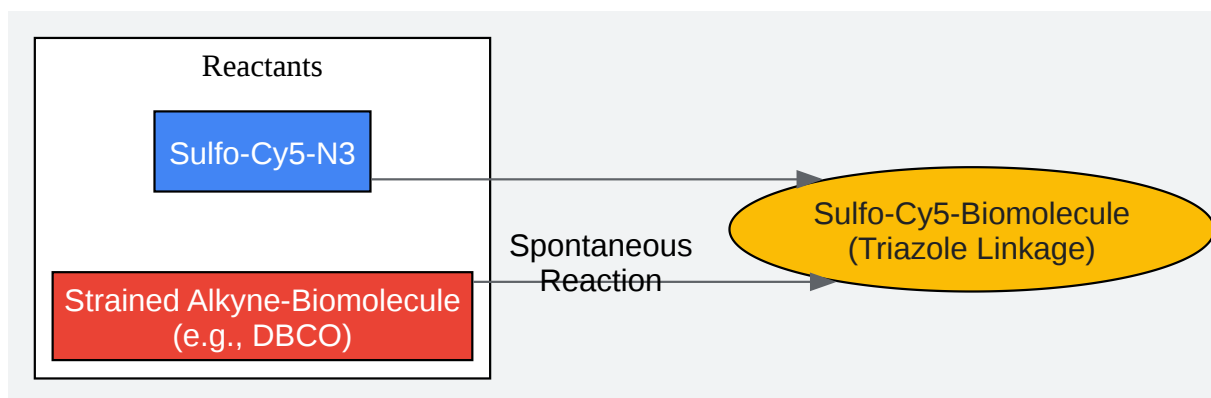 Reactants
Sulfo-Cy5-N3
Strained Alkyne-Biomolecule
(e.g., DBCO)
Spontaneous
Reaction
Sulfo-Cy5-Biomolecule
(Triazole Linkage)